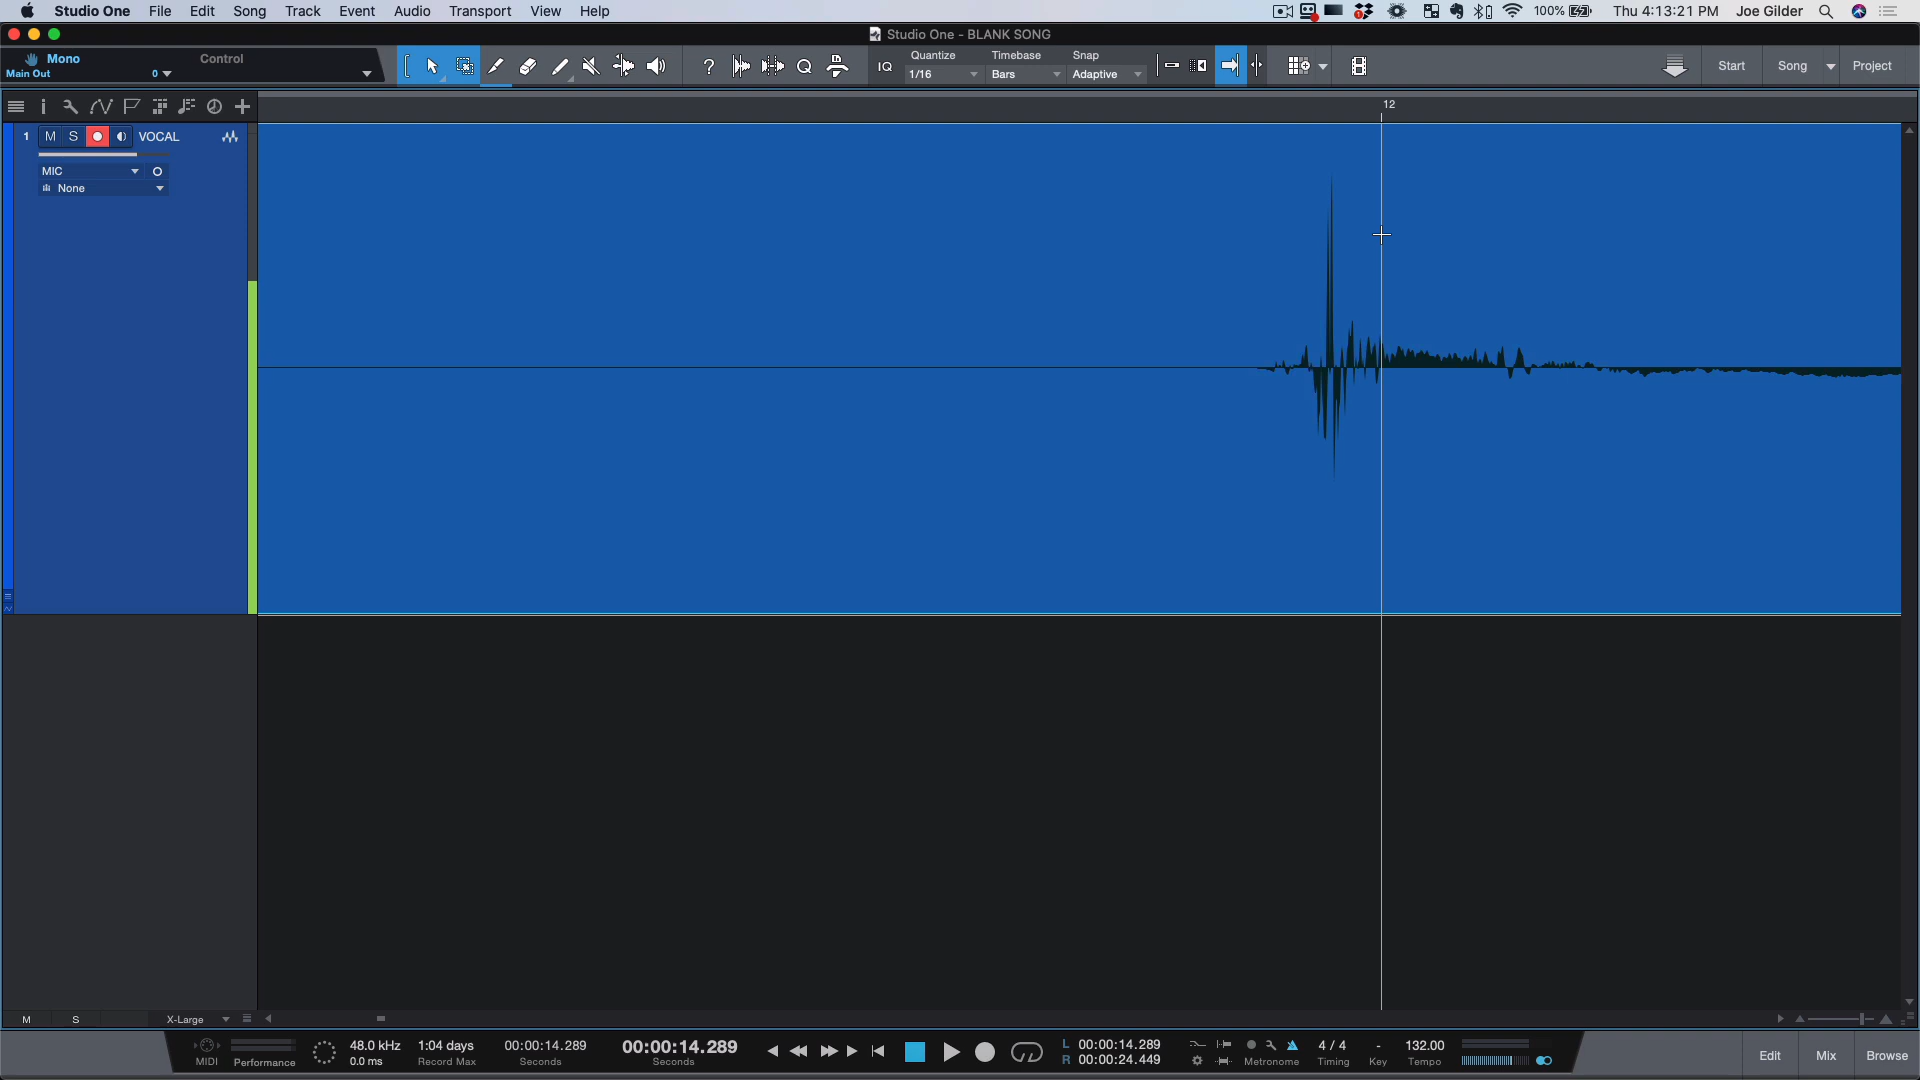 Studio One File Edit Song Track Event Audio Transport View Help
100% Thu 4:13:21 PM Joe Gilder
Studio One - BLANK SONG
Mono Control
Main Out 0
IQ
Quantize Timebase Snap
1/16 Bars Adaptive
Start Song Project
12
1 M S VOCAL
MIC
None
M S X-Large
MIDI
Performance
48.0 kHz
0.0 ms
1:04 days
Record Max
00:00:14.289
Seconds
00:00:14.289
Seconds
L 00:00:14.289
R 00:00:24.449
Metronome
4 / 4
Timing
-
Key
132.00
Tempo
Edit Mix Browse